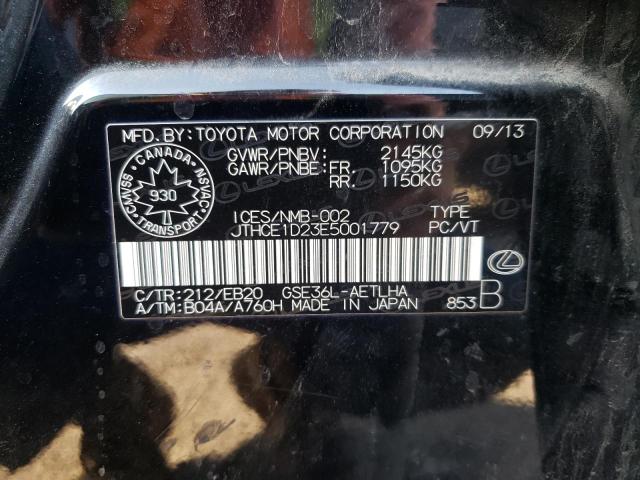 MFD.BY:TOYOTA MOTOR CORPORATION 09/13
GVWR/PNBV: 2145KG
GAWR/PNBE:FR. 1095KG
RR. 1150KG
CANADA
CMVSS NSVAC
930
TRANSPORT
ICES/NMB-002 TYPE
JTHCE1D23E5001779 PC/VT
C/TR:212/EB20 GSE36L-AETLHA
A/TM:B04A/A760H MADE IN JAPAN 853 B